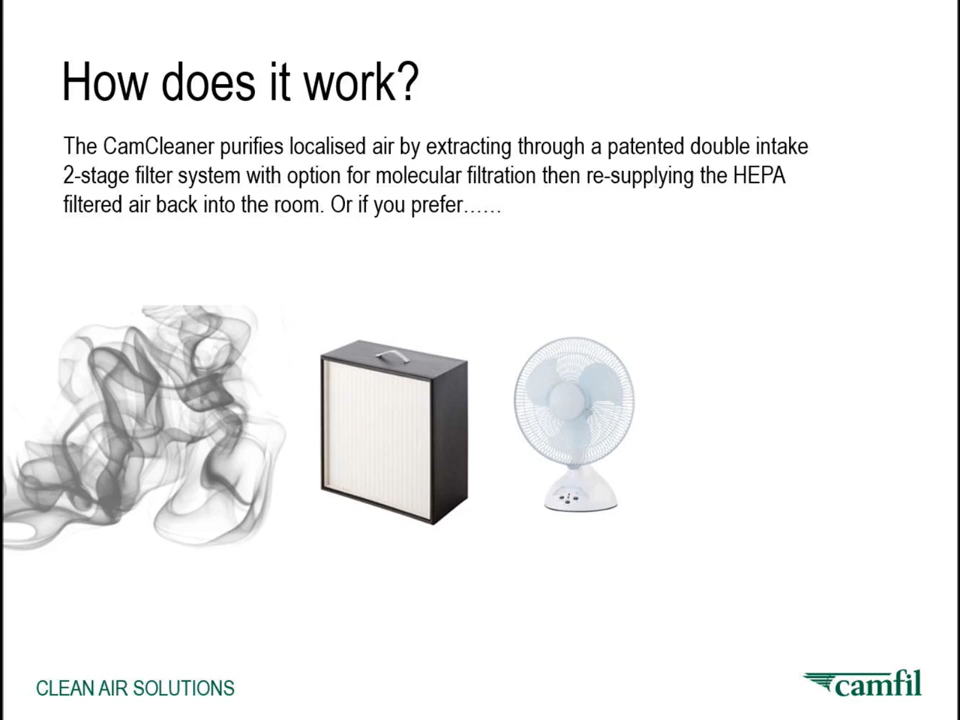 How does it work?
The CamCleaner purifies localised air by extracting through a patented double intake
2-stage filter system with option for molecular filtration then re-supplying the HEPA
filtered air back into the room. Or if you prefer……
CLEAN AIR SOLUTIONS
camfil